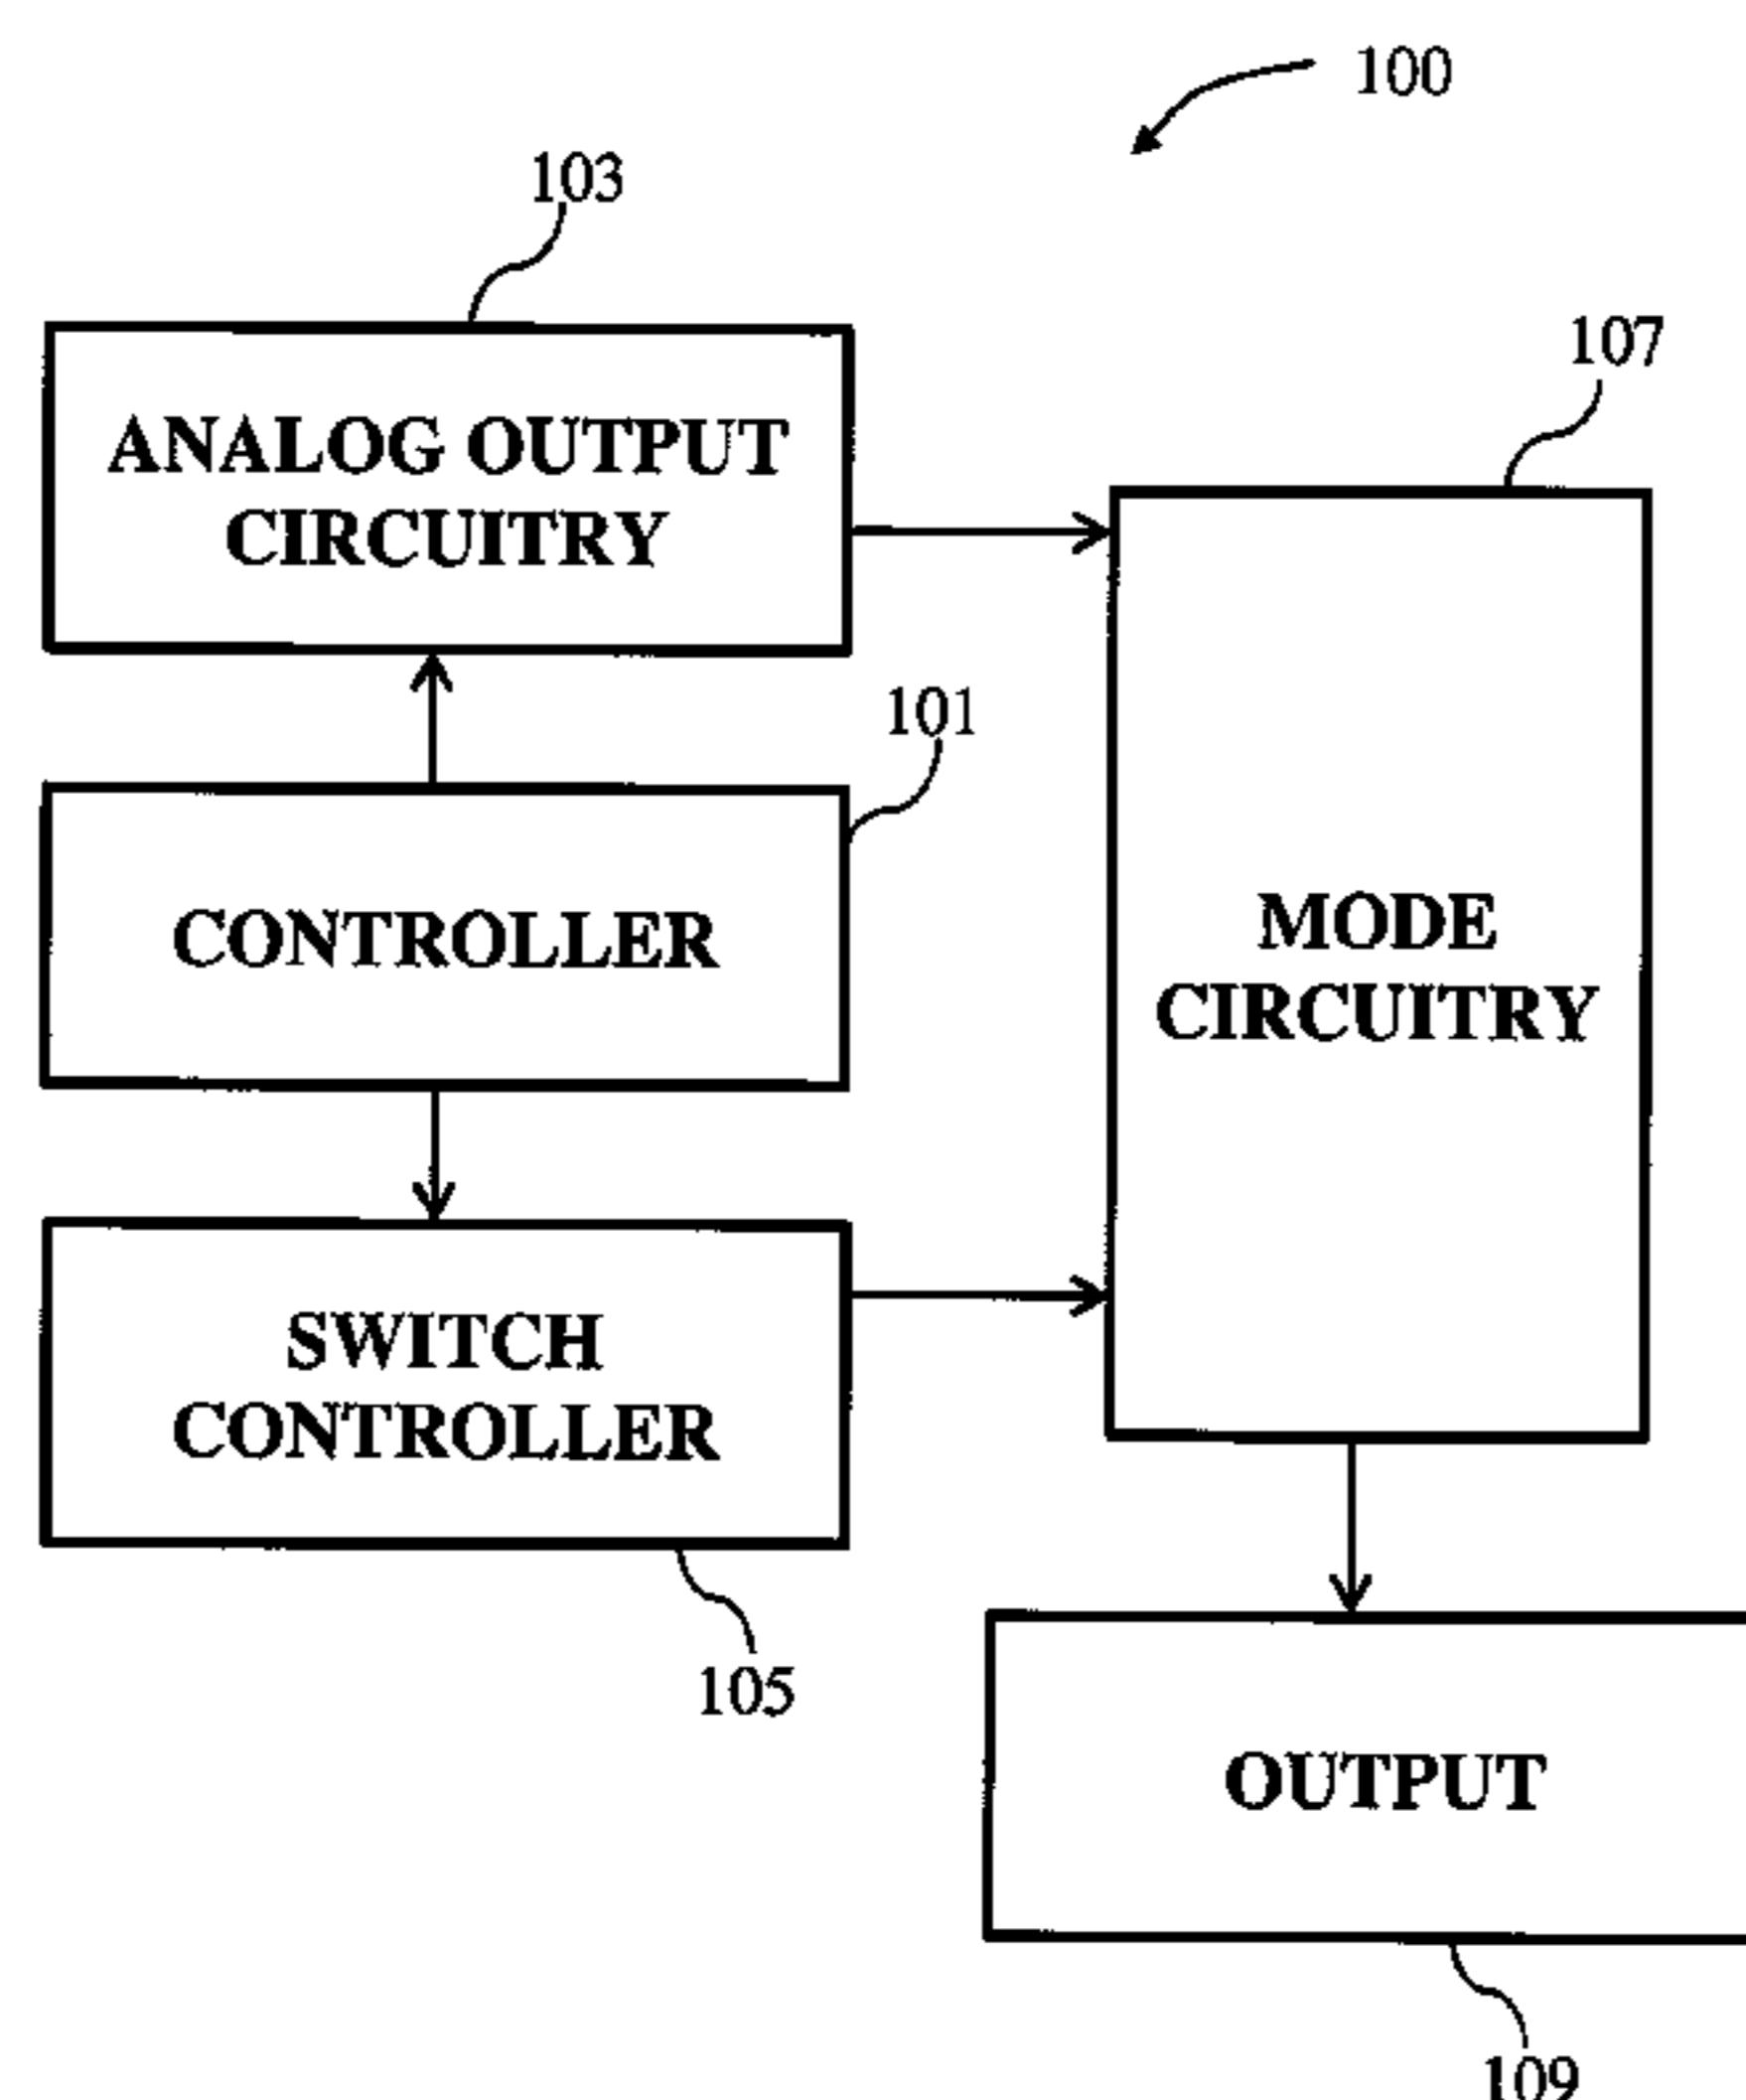 100
103
107
ANALOG OUTPUT
CIRCUITRY
101
CONTROLLER
MODE
CIRCUITRY
SWITCH
CONTROLLER
105
OUTPUT
109